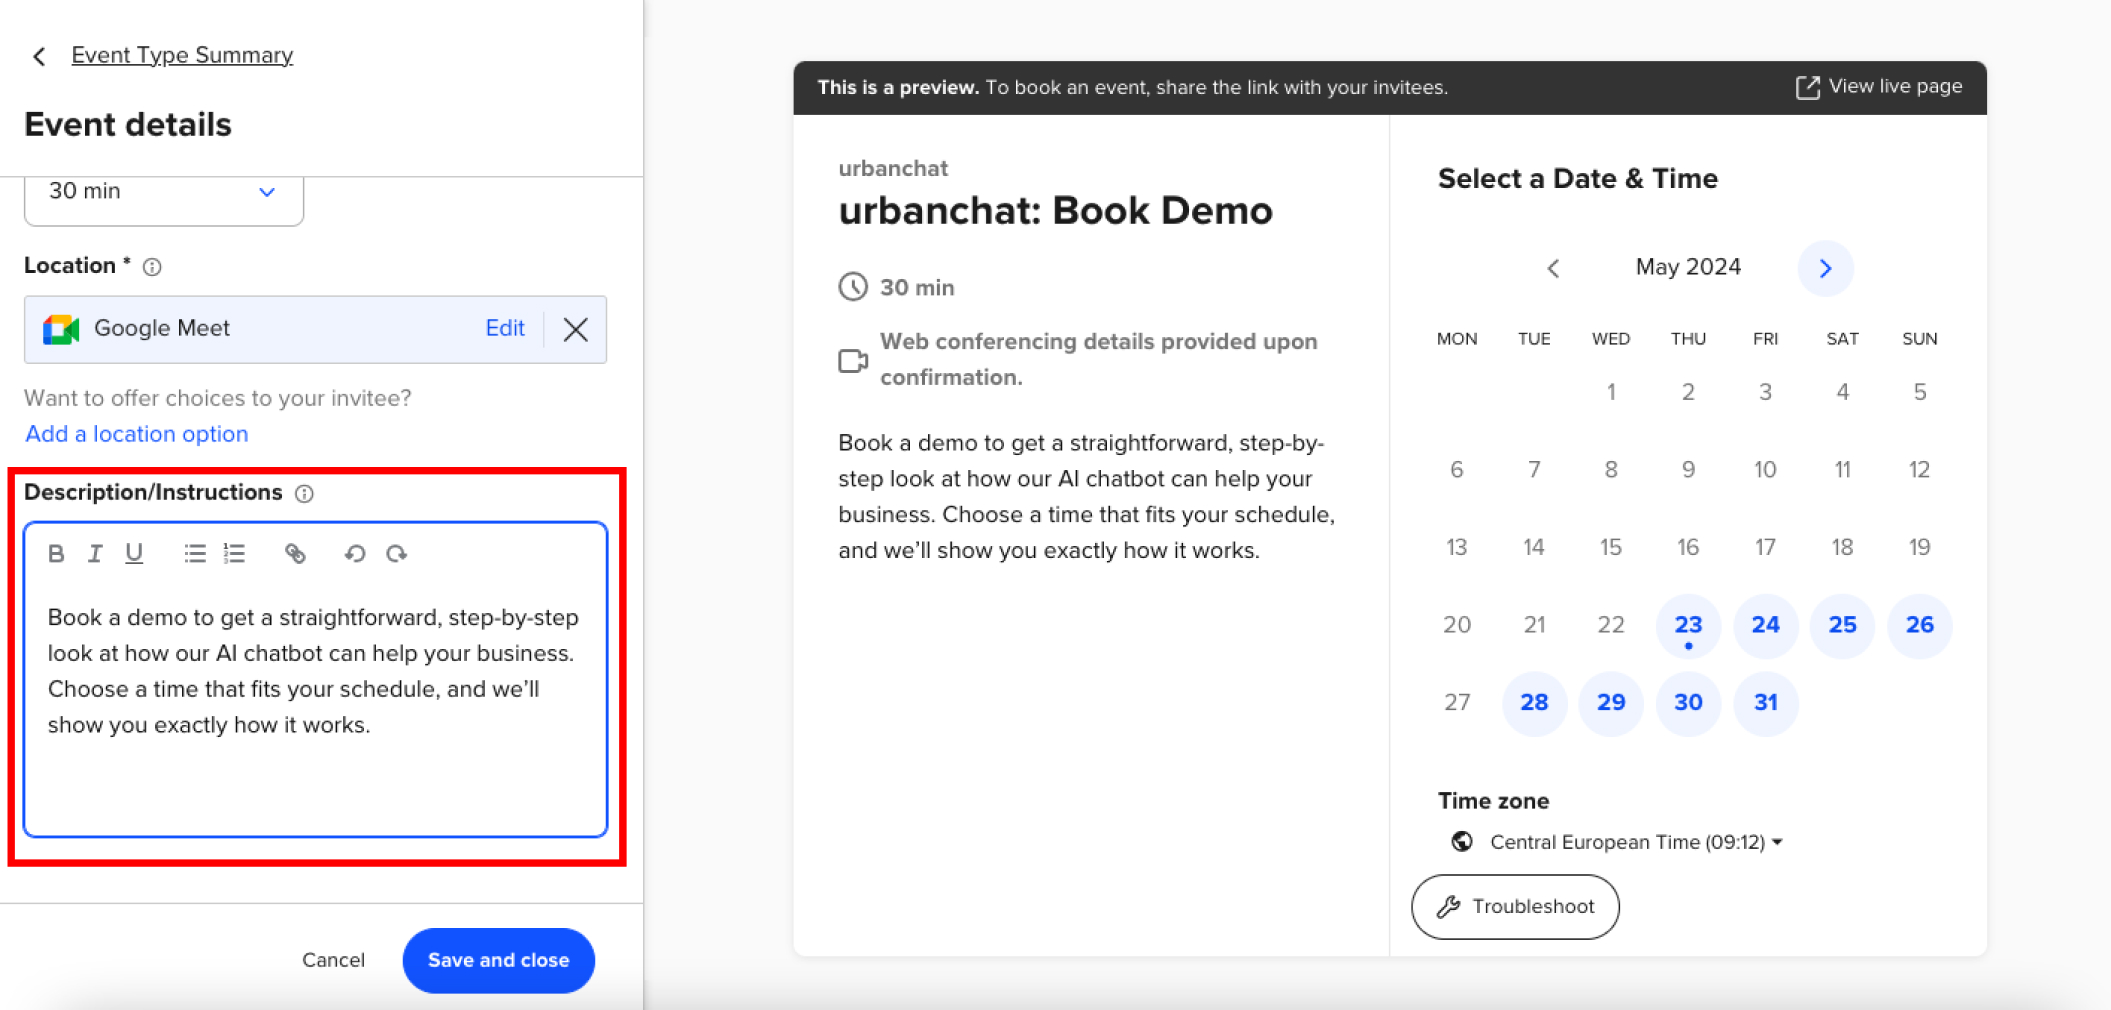 Event Type Summary
Event details
30 min
Location *
Google Meet
Edit
Want to offer choices to your invitee?
Add a location option
Description/Instructions
B I U
Book a demo to get a straightforward, step-by-step
look at how our AI chatbot can help your business.
Choose a time that fits your schedule, and we’ll
show you exactly how it works.
Cancel
Save and close
This is a preview. To book an event, share the link with your invitees.
View live page
urbanchat
urbanchat: Book Demo
30 min
Web conferencing details provided upon
confirmation.
Book a demo to get a straightforward, step-by-
step look at how our AI chatbot can help your
business. Choose a time that fits your schedule,
and we’ll show you exactly how it works.
Select a Date & Time
May 2024
MON TUE WED THU FRI SAT SUN
1 2 3 4 5
6 7 8 9 10 11 12
13 14 15 16 17 18 19
20 21 22 23 24 25 26
27 28 29 30 31
Time zone
Central European Time (09:12)
Troubleshoot